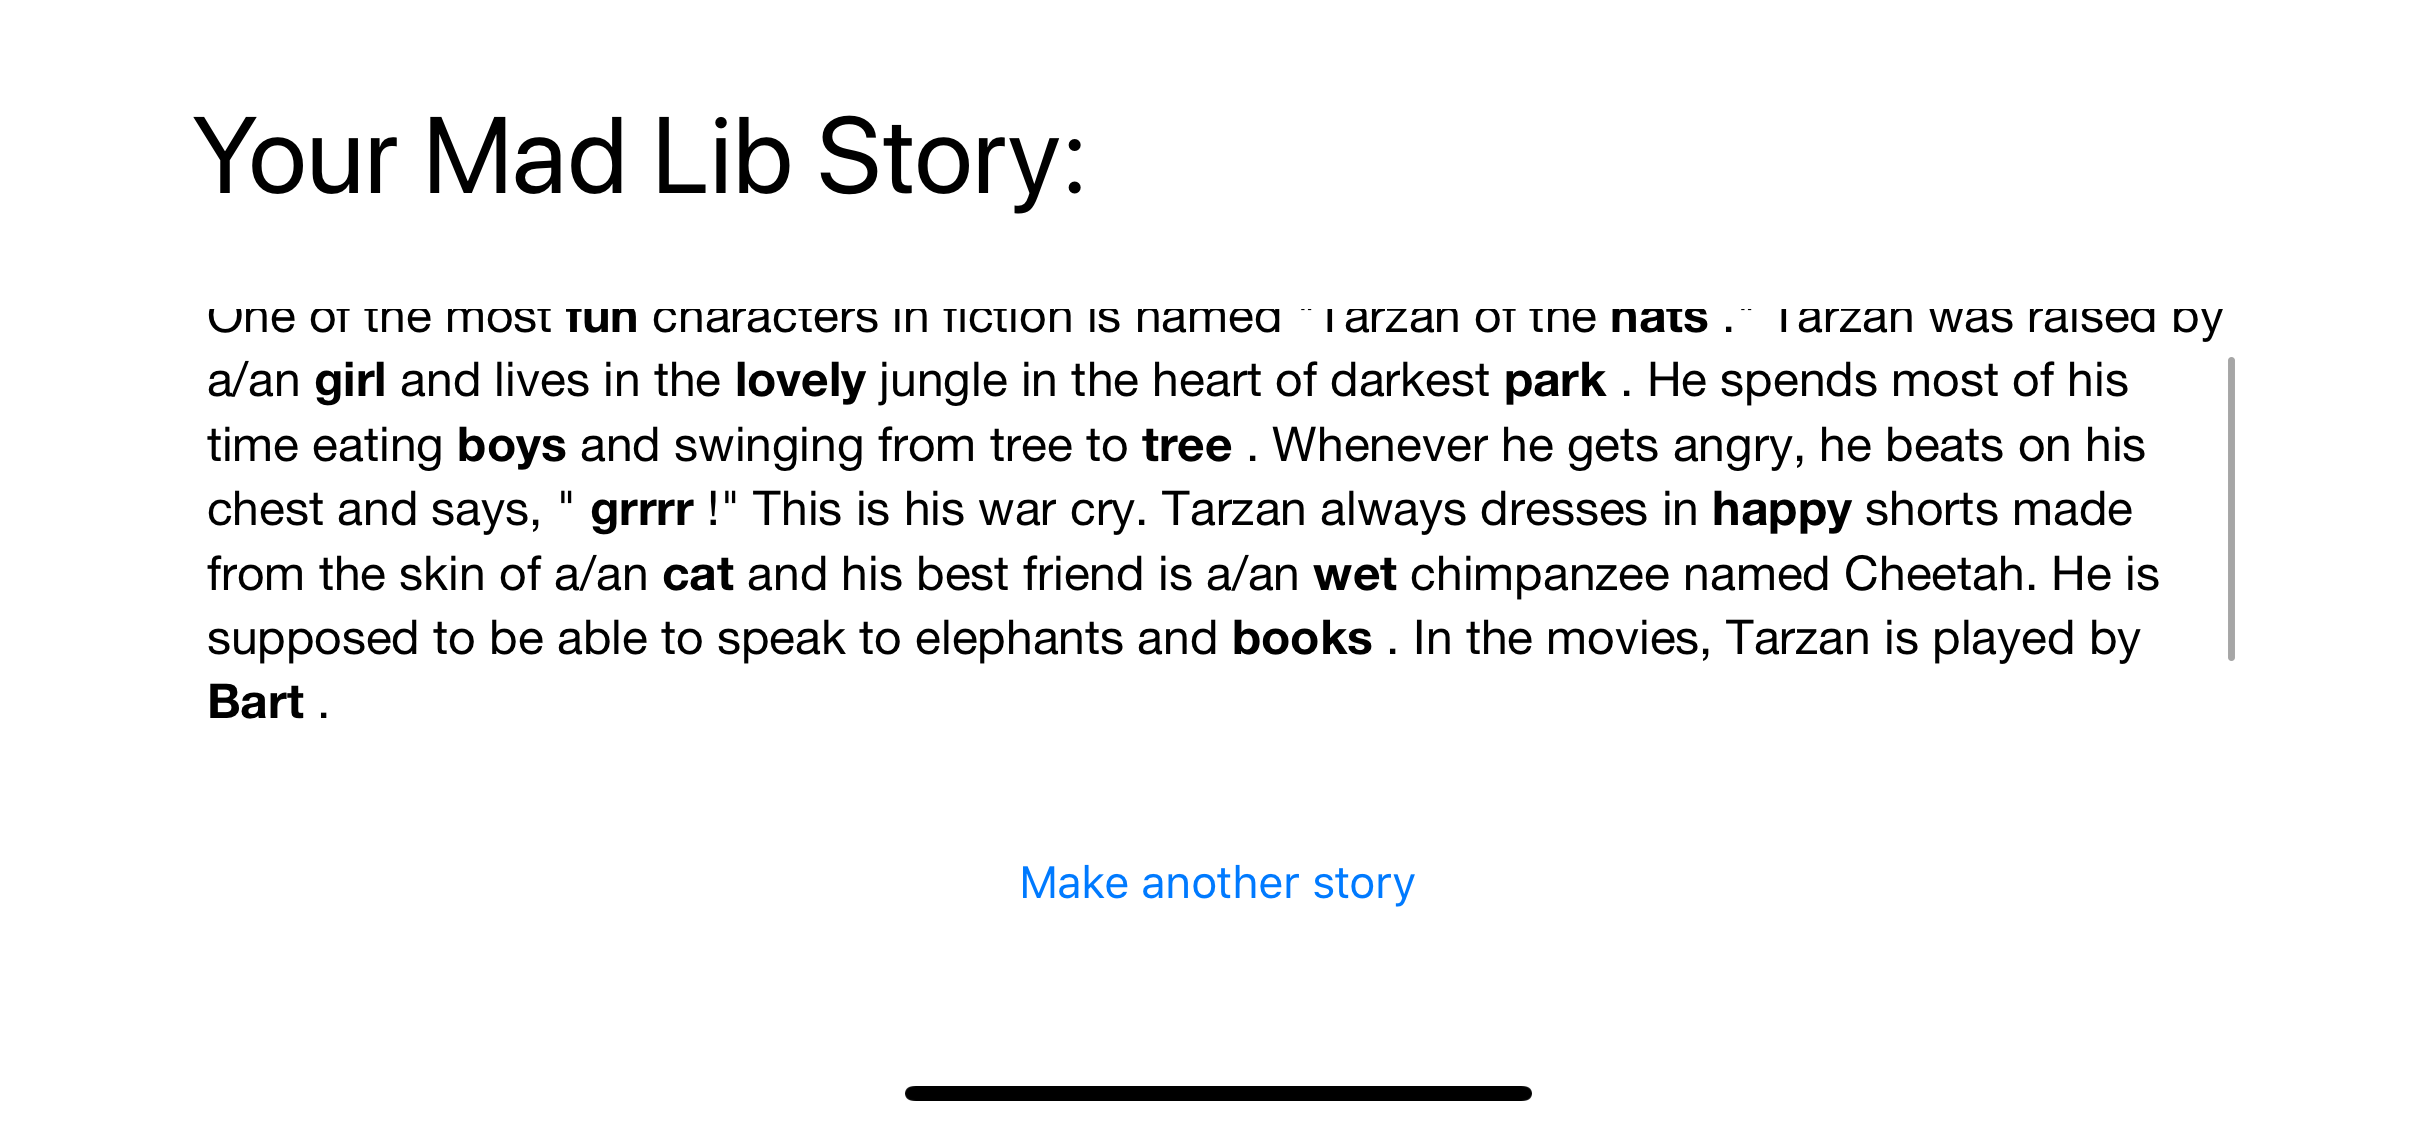 Your Mad Lib Story:
One of the most fun characters in fiction is named "Tarzan of the hats ." Tarzan was raised by
a/an girl and lives in the lovely jungle in the heart of darkest park . He spends most of his
time eating boys and swinging from tree to tree . Whenever he gets angry, he beats on his
chest and says, " grrrr !" This is his war cry. Tarzan always dresses in happy shorts made
from the skin of a/an cat and his best friend is a/an wet chimpanzee named Cheetah. He is
supposed to be able to speak to elephants and books . In the movies, Tarzan is played by
Bart .
Make another story